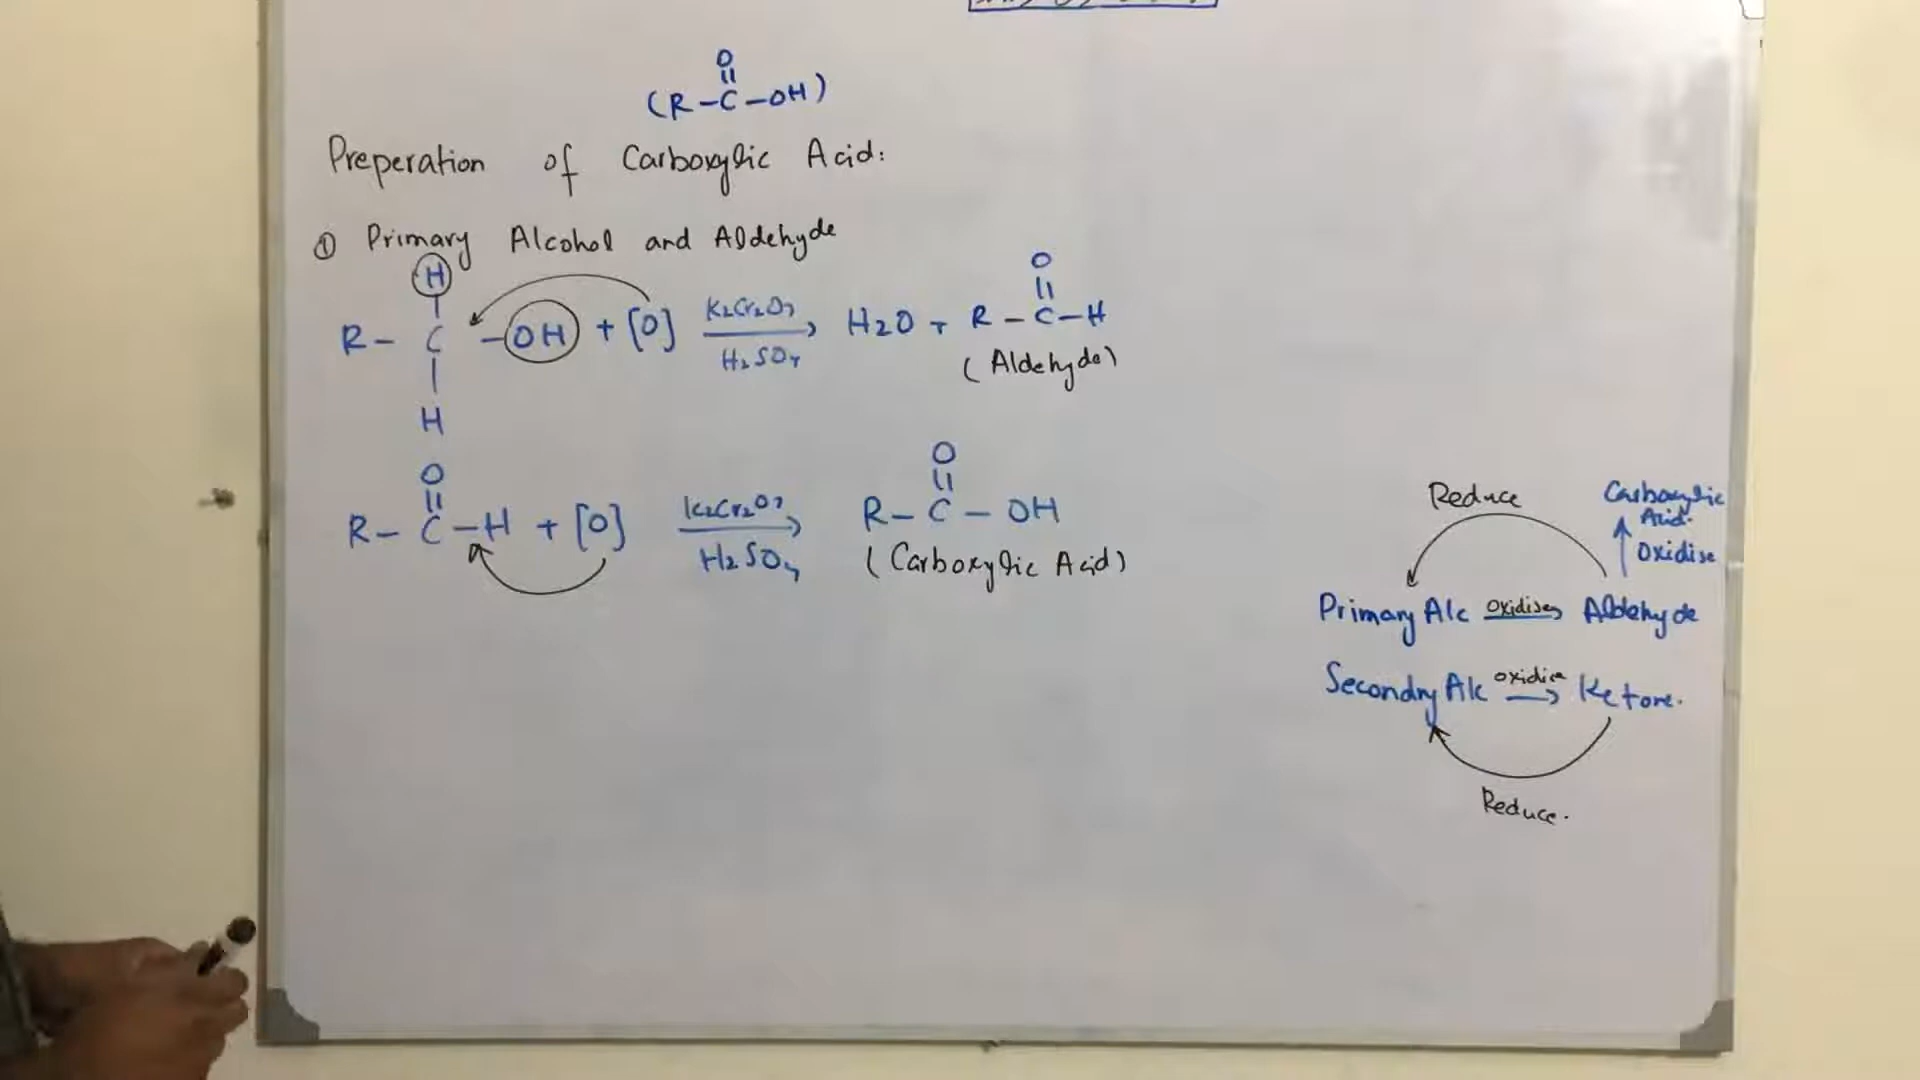 O
||
(R-C-OH)
Preperation of Carboxylic Acid:
① Primary Alcohol and Aldehyde
H
|
R- C -OH + [O] K2Cr2O7 H2SO4 → H2O + R-C-H
O
||
(Aldehyde)
|
H
O
||
R-C-H + [O] K2Cr2O7 H2SO4 → R-C-OH
O
||
(Carboxylic Acid)
Reduce
Carboxylic
Acid.
↑ Oxidise
Primary Alc oxidises Aldehyde
Secondry Alc oxidise → Ketone.
Reduce.